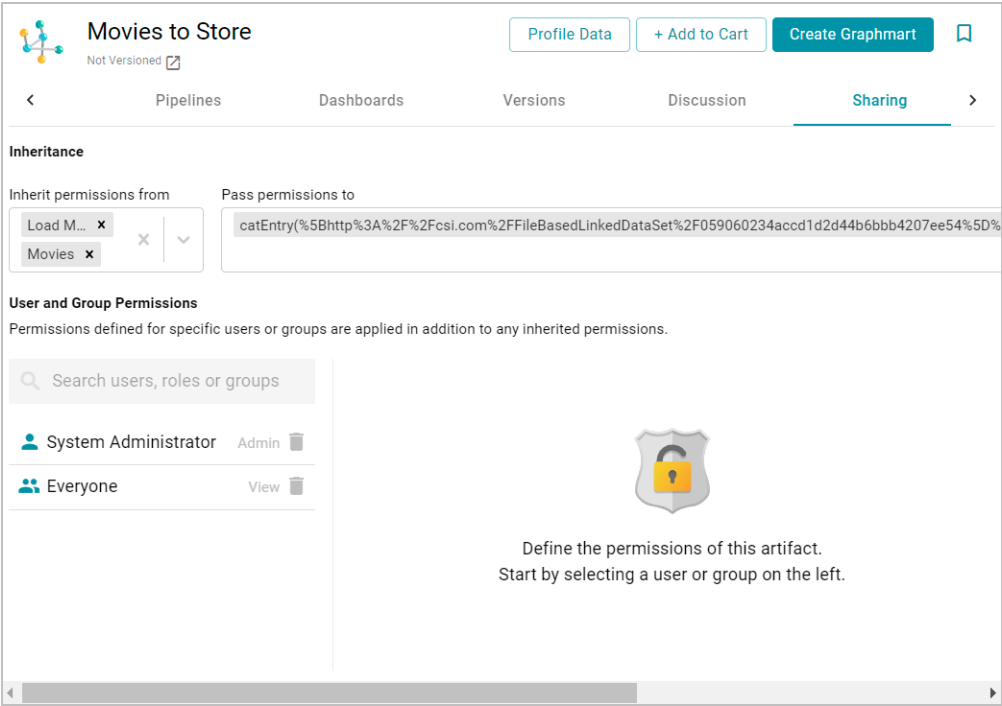 Movies to Store
Profile Data
+ Add to Cart
Create Graphmart
Not Versioned
Pipelines
Dashboards
Versions
Discussion
Sharing
Inheritance
Inherit permissions from
Pass permissions to
Load M...
Movies
catEntry(%5Bhttp%3A%2F%2Fcsi.com%2FFileBasedLinkedDataSet%2F059060234accd1d2d44b6bbb4207ee54%5D%
User and Group Permissions
Permissions defined for specific users or groups are applied in addition to any inherited permissions.
Search users, roles or groups
System Administrator Admin
Everyone View
Define the permissions of this artifact.
Start by selecting a user or group on the left.